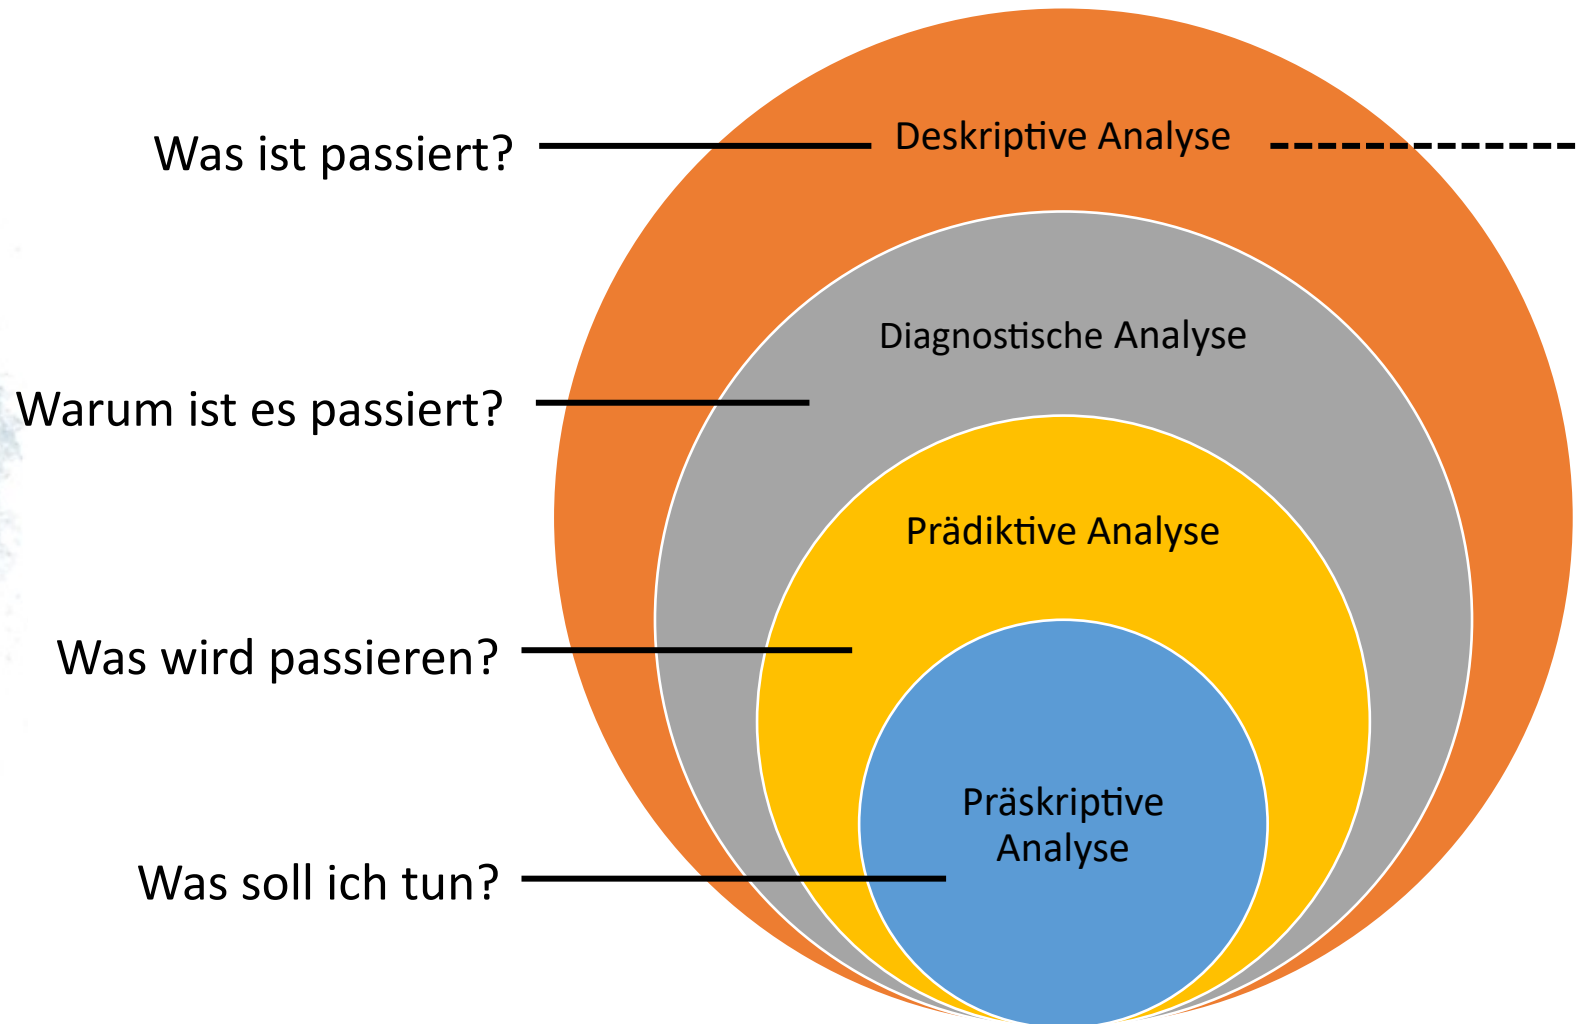 Was ist passiert?
Deskriptive Analyse
Diagnostische Analyse
Warum ist es passiert?
Prädiktive Analyse
Was wird passieren?
Präskriptive
Analyse
Was soll ich tun?